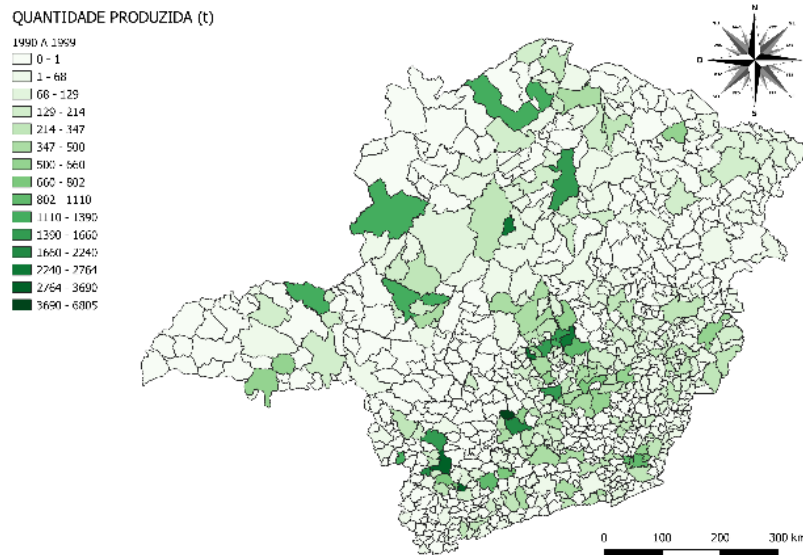 QUANTIDADE PRODUZIDA (t)
1990 A 1999
0 - 1
1 - 68
68 - 129
129 - 214
214 - 347
347 - 500
500 - 660
660 - 802
802 - 1110
1110 - 1390
1390 - 1660
1660 - 2240
2240 - 2764
2764 - 3690
3690 - 6805
N
O
S
0 100 200 300 km